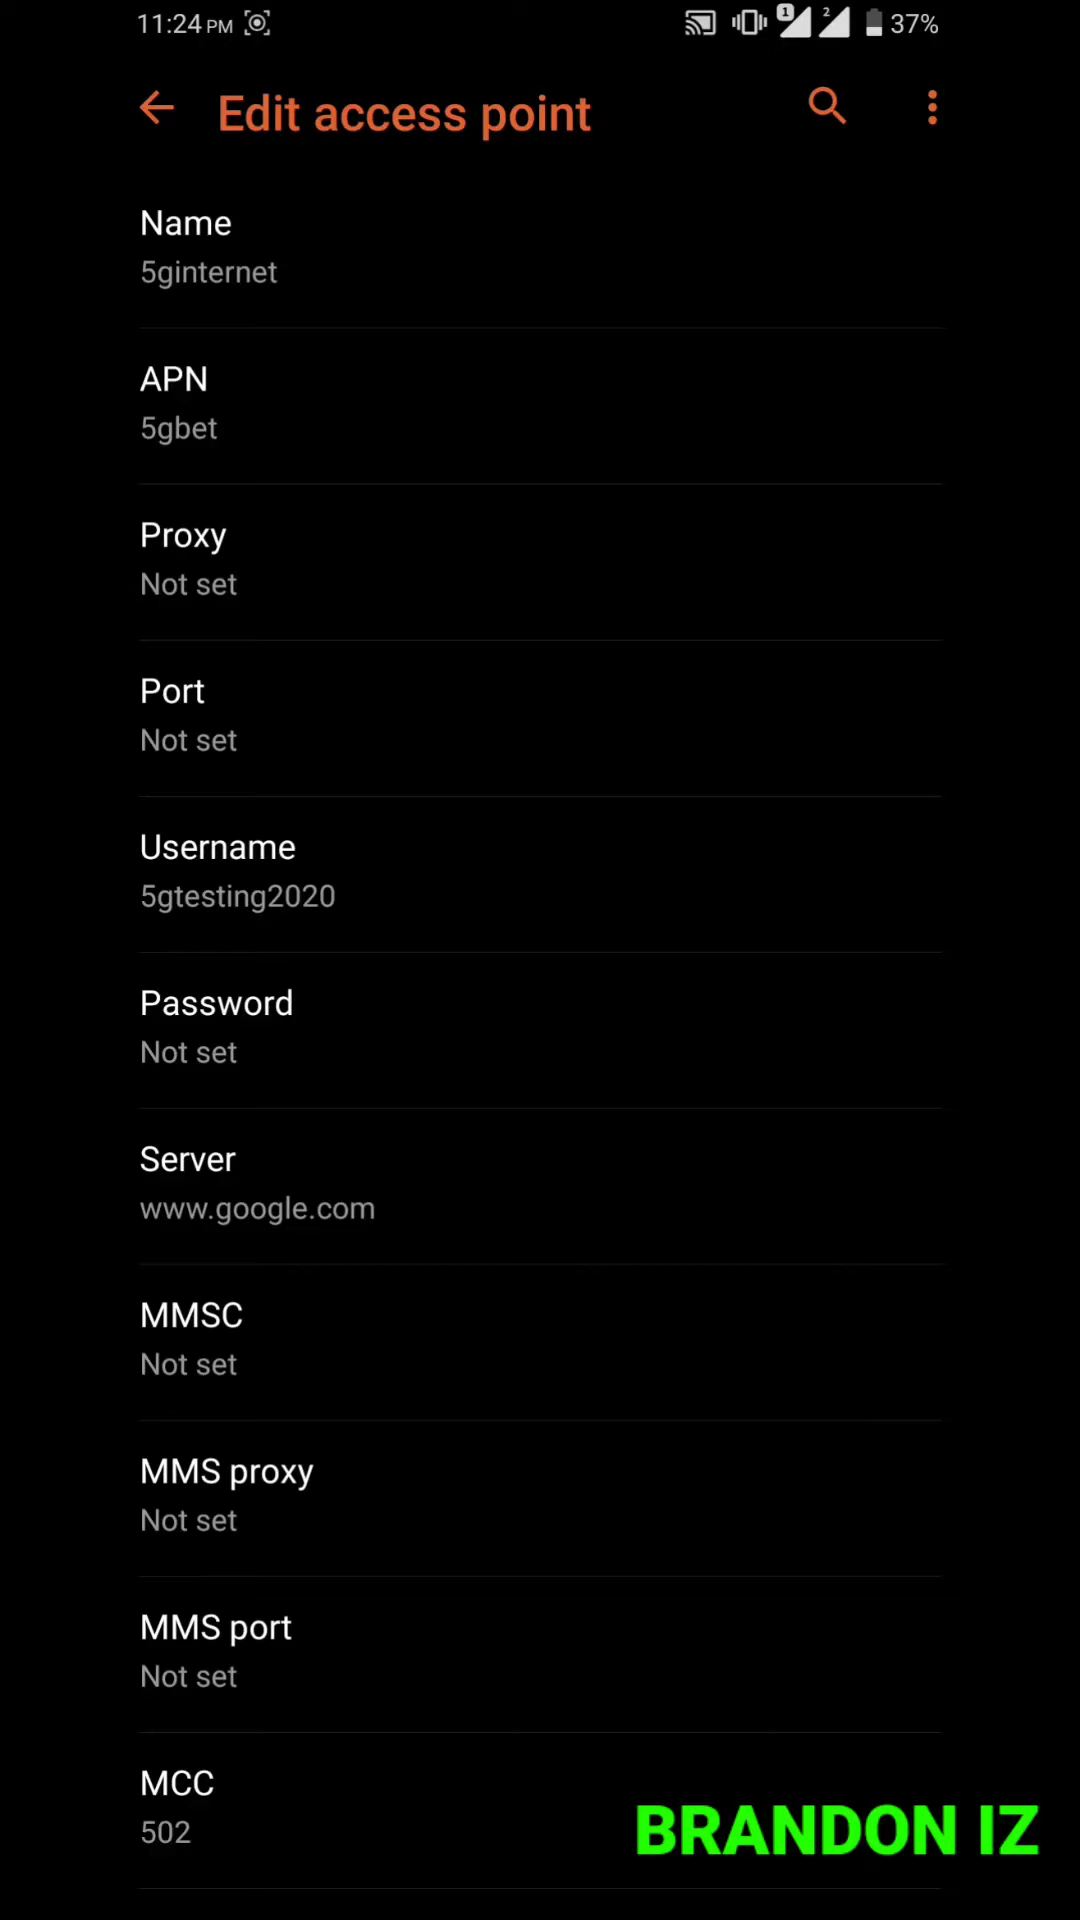 11:24 PM 1 2 37%
Edit access point
Name
5ginternet
APN
5gbet
Proxy
Not set
Port
Not set
Username
5gtesting2020
Password
Not set
Server
www.google.com
MMSC
Not set
MMS proxy
Not set
MMS port
Not set
MCC
502
BRANDON IZ